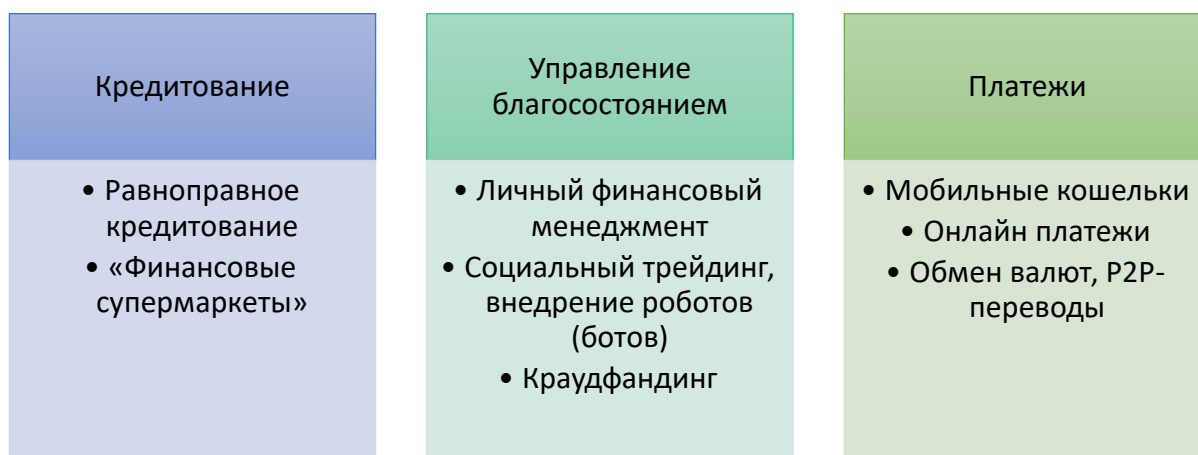 Кредитование
• Равноправное
кредитование
• «Финансовые
супермаркеты»
Управление
благосостоянием
• Личный финансовый
менеджмент
• Социальный трейдинг,
внедрение роботов
(ботов)
• Краудфандинг
Платежи
• Мобильные кошельки
• Онлайн платежи
• Обмен валют, P2P-
переводы